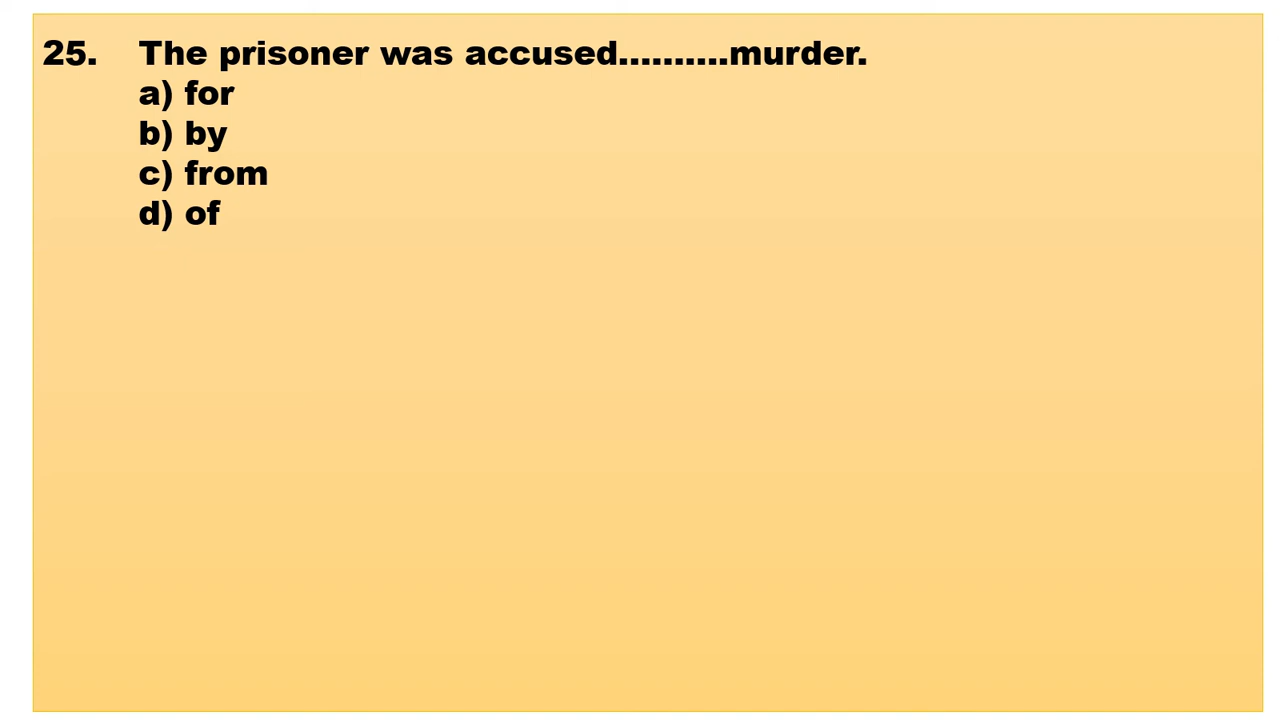 25. The prisoner was accused..........murder.
a) for
b) by
c) from
d) of